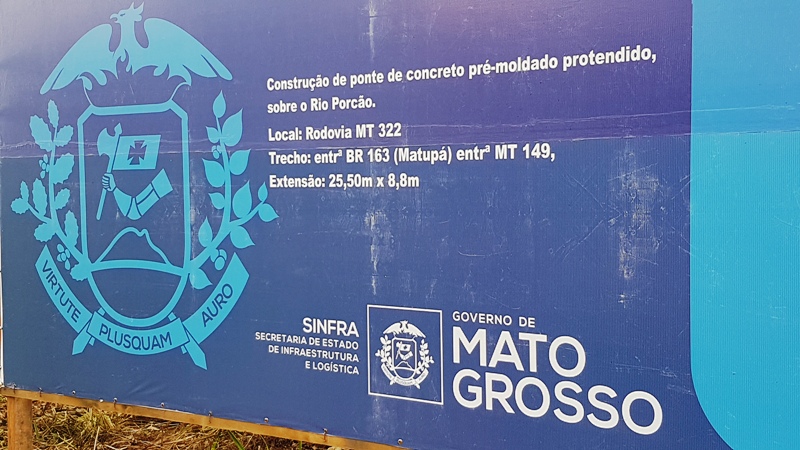 Construção de ponte de concreto pré-moldado protendido,
sobre o Rio Porcão.
Local: Rodovia MT 322
Trecho: entrª BR 163 (Matupá) entrª MT 149,
Extensão: 25,50m x 8,8m
VIRTUTE PLUSQUAM AURO
SINFRA
SECRETARIA DE ESTADO
DE INFRAESTRUTURA
E LOGÍSTICA
GOVERNO DE
MATO
GROSSO